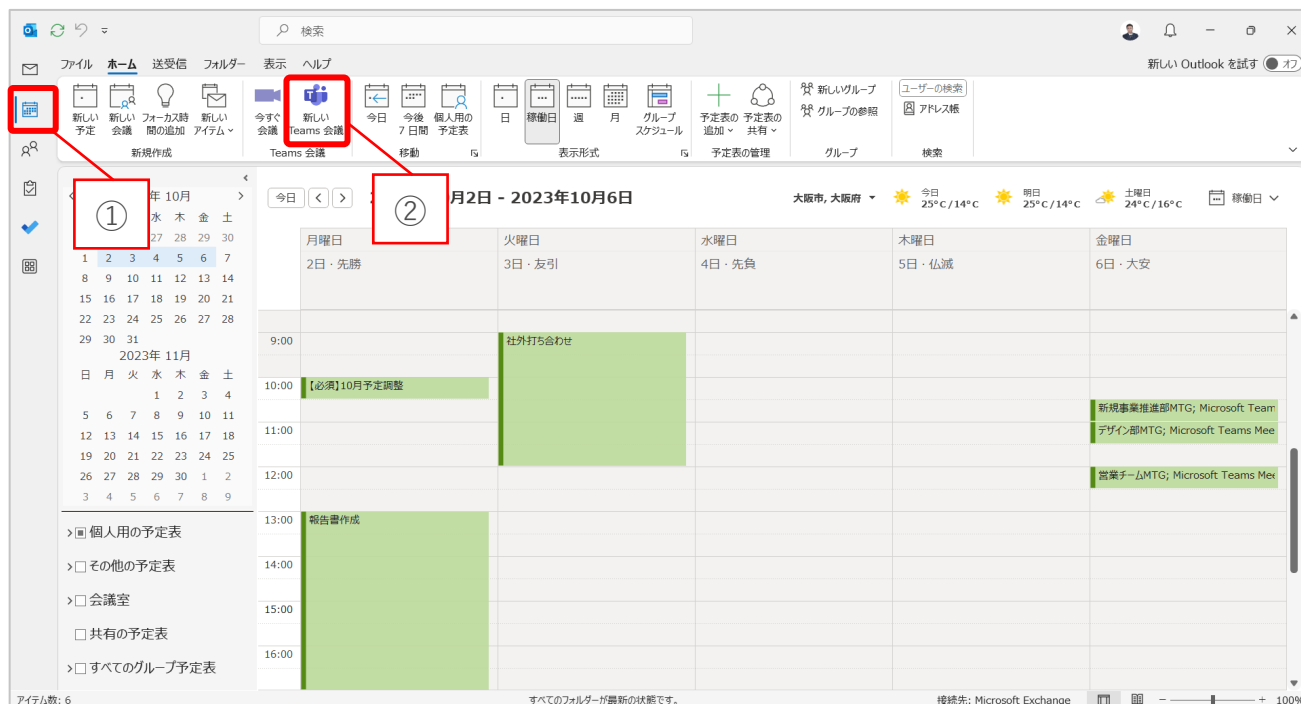 検索
ファイル ホーム 送受信 フォルダー 表示 ヘルプ
新しい Outlook を試す オフ
新しい 予定
新しい 会議
フォーカス時間の追加
新しい アイテム
今すぐ 会議
新しい Teams 会議
今日
今後 7 日間
個人用の 予定表
日
稼働日
週
月
グループ スケジュール
予定表の 追加
予定表の 共有
新しいグループ
グループの参照
ユーザーの検索
アドレス帳
新規作成
Teams 会議
移動
表示形式
予定表の管理
グループ
検索
①
②
年 10月
水 木 金 土
27 28 29 30
1 2 3 4 5 6 7
8 9 10 11 12 13 14
15 16 17 18 19 20 21
22 23 24 25 26 27 28
29 30 31
2023年 11月
日 月 火 水 木 金 土
1 2 3 4
5 6 7 8 9 10 11
12 13 14 15 16 17 18
19 20 21 22 23 24 25
26 27 28 29 30 1 2
3 4 5 6 7 8 9
個人用の予定表
その他の予定表
会議室
共有の予定表
すべてのグループ予定表
今日
月2日 - 2023年10月6日
大阪市, 大阪府
今日
25°C/14°C
明日
25°C/14°C
土曜日
24°C/16°C
稼働日
月曜日 火曜日 水曜日 木曜日 金曜日
2日・先勝 3日・友引 4日・先負 5日・仏滅 6日・大安
9:00
社外打ち合わせ
10:00
【必須】10月予定調整
新規事業推進部MTG; Microsoft Team
11:00
デザイン部MTG; Microsoft Teams Mee
12:00
営業チームMTG; Microsoft Teams Mee
13:00
報告書作成
14:00
15:00
16:00
アイテム数: 6
すべてのフォルダーが最新の状態です。
接続先: Microsoft Exchange
100%